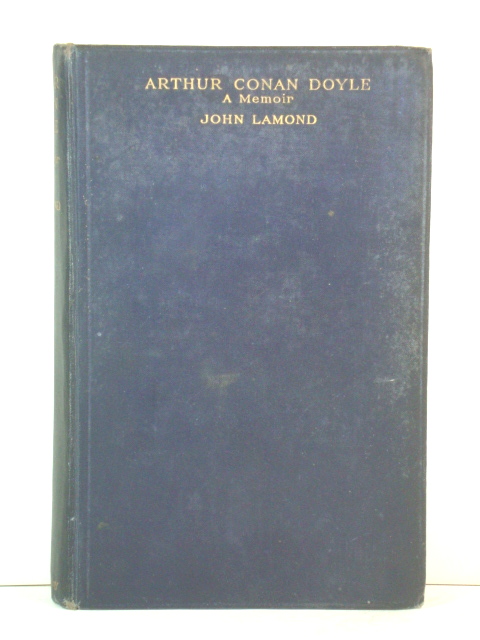 ARTHUR CONAN DOYLE
A Memoir
JOHN LAMOND